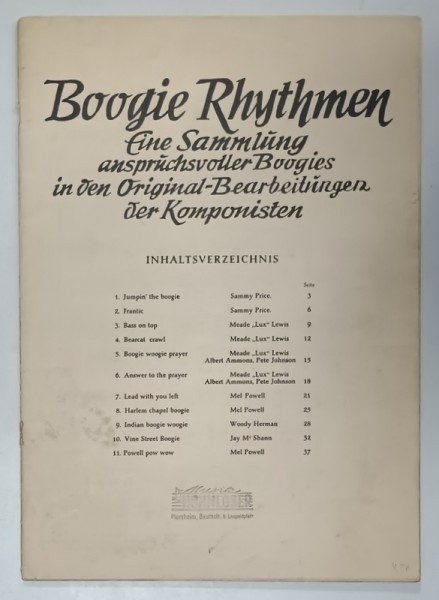 Boogie Rhythmen
Eine Sammlung
anspruchsvoller Boogies
in den Original-Bearbeitungen
der Komponisten
INHALTSVERZEICHNIS
Seite
1. Jumpin' the boogie Sammy Price. 3
2. Frantic Sammy Price. 6
3. Bass on top Meade „Lux“ Lewis 9
4. Bearcat crawl Meade „Lux“ Lewis 12
5. Boogie woogie prayer Meade „Lux“ Lewis
Albert Ammons, Pete Johnson 15
6. Answer to the prayer Meade „Lux“ Lewis
Albert Ammons, Pete Johnson 18
7. Lead with you left Mel Powell 21
8. Harlem chapel boogie Mel Powell 25
9. Indian boogie woogie Woody Herman 28
10. Vine Street Boogie Jay Mc Shann 32
11. Powell pow wow Mel Powell 37
Musik